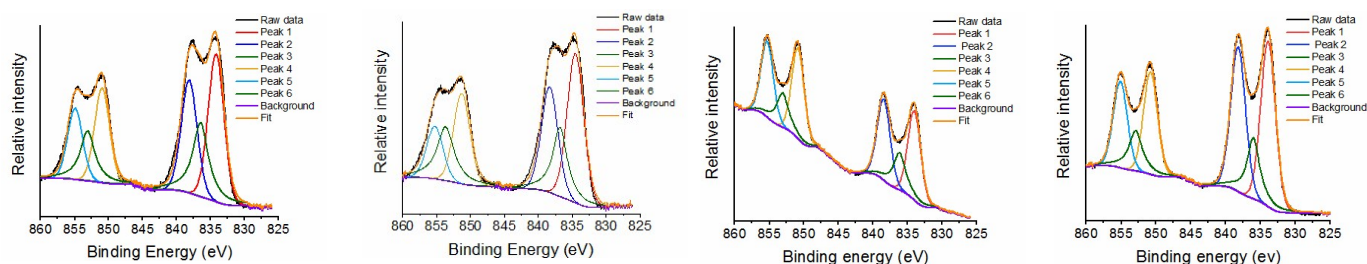 Relative intensity
Raw data
Peak 1
Peak 2
Peak 3
Peak 4
Peak 5
Peak 6
Background
Fit
860 855 850 845 840 835 830 825
Binding Energy (eV)
Relative intensity
Raw data
Peak 1
Peak 2
Peak 3
Peak 4
Peak 5
Peak 6
Background
Fit
860 855 850 845 840 835 830 825
Binding Energy (eV)
Relative intensity
Raw data
Peak 1
Peak 2
Peak 3
Peak 4
Peak 5
Peak 6
Background
Fit
860 855 850 845 840 835 830 825
Binding energy (eV)
Relative intensity
Raw data
Peak 1
Peak 2
Peak 3
Peak 4
Peak 5
Peak 6
Background
Fit
860 855 850 845 840 835 830 825
Binding energy (eV)